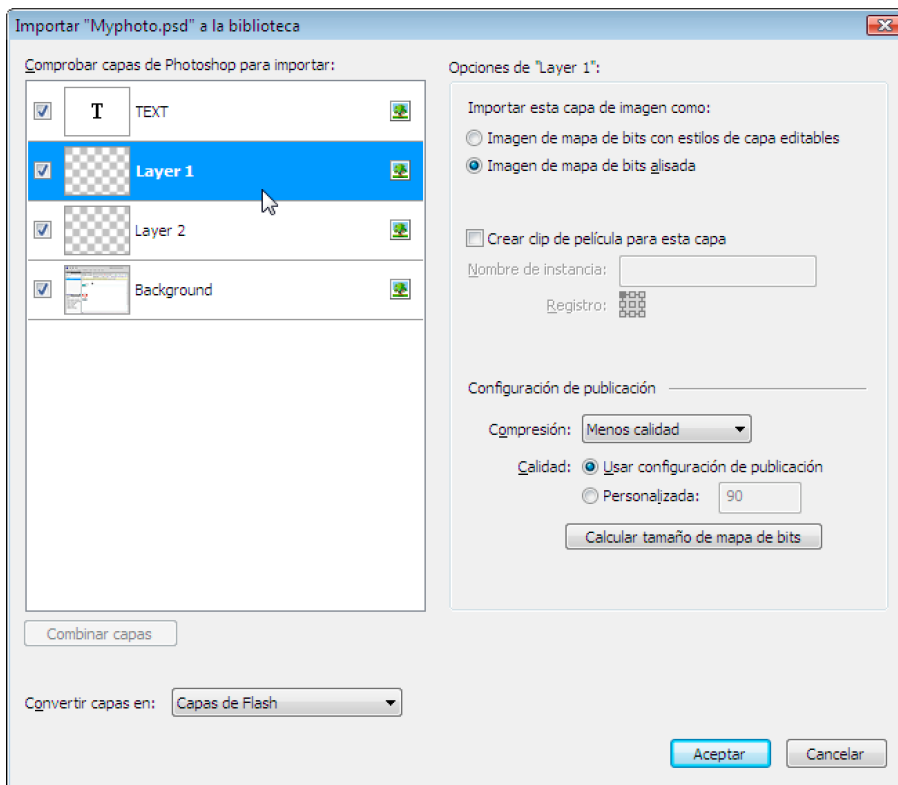 Importar "Myphoto.psd" a la biblioteca
Comprobar capas de Photoshop para importar:
T TEXT
Layer 1
Layer 2
Background
Combinar capas
Convertir capas en: Capas de Flash
Opciones de "Layer 1":
Importar esta capa de imagen como:
Imagen de mapa de bits con estilos de capa editables
Imagen de mapa de bits alisada
Crear clip de película para esta capa
Nombre de instancia:
Registro:
Configuración de publicación
Compresión: Menos calidad
Calidad: Usar configuración de publicación
Personalizada: 90
Calcular tamaño de mapa de bits
Aceptar Cancelar